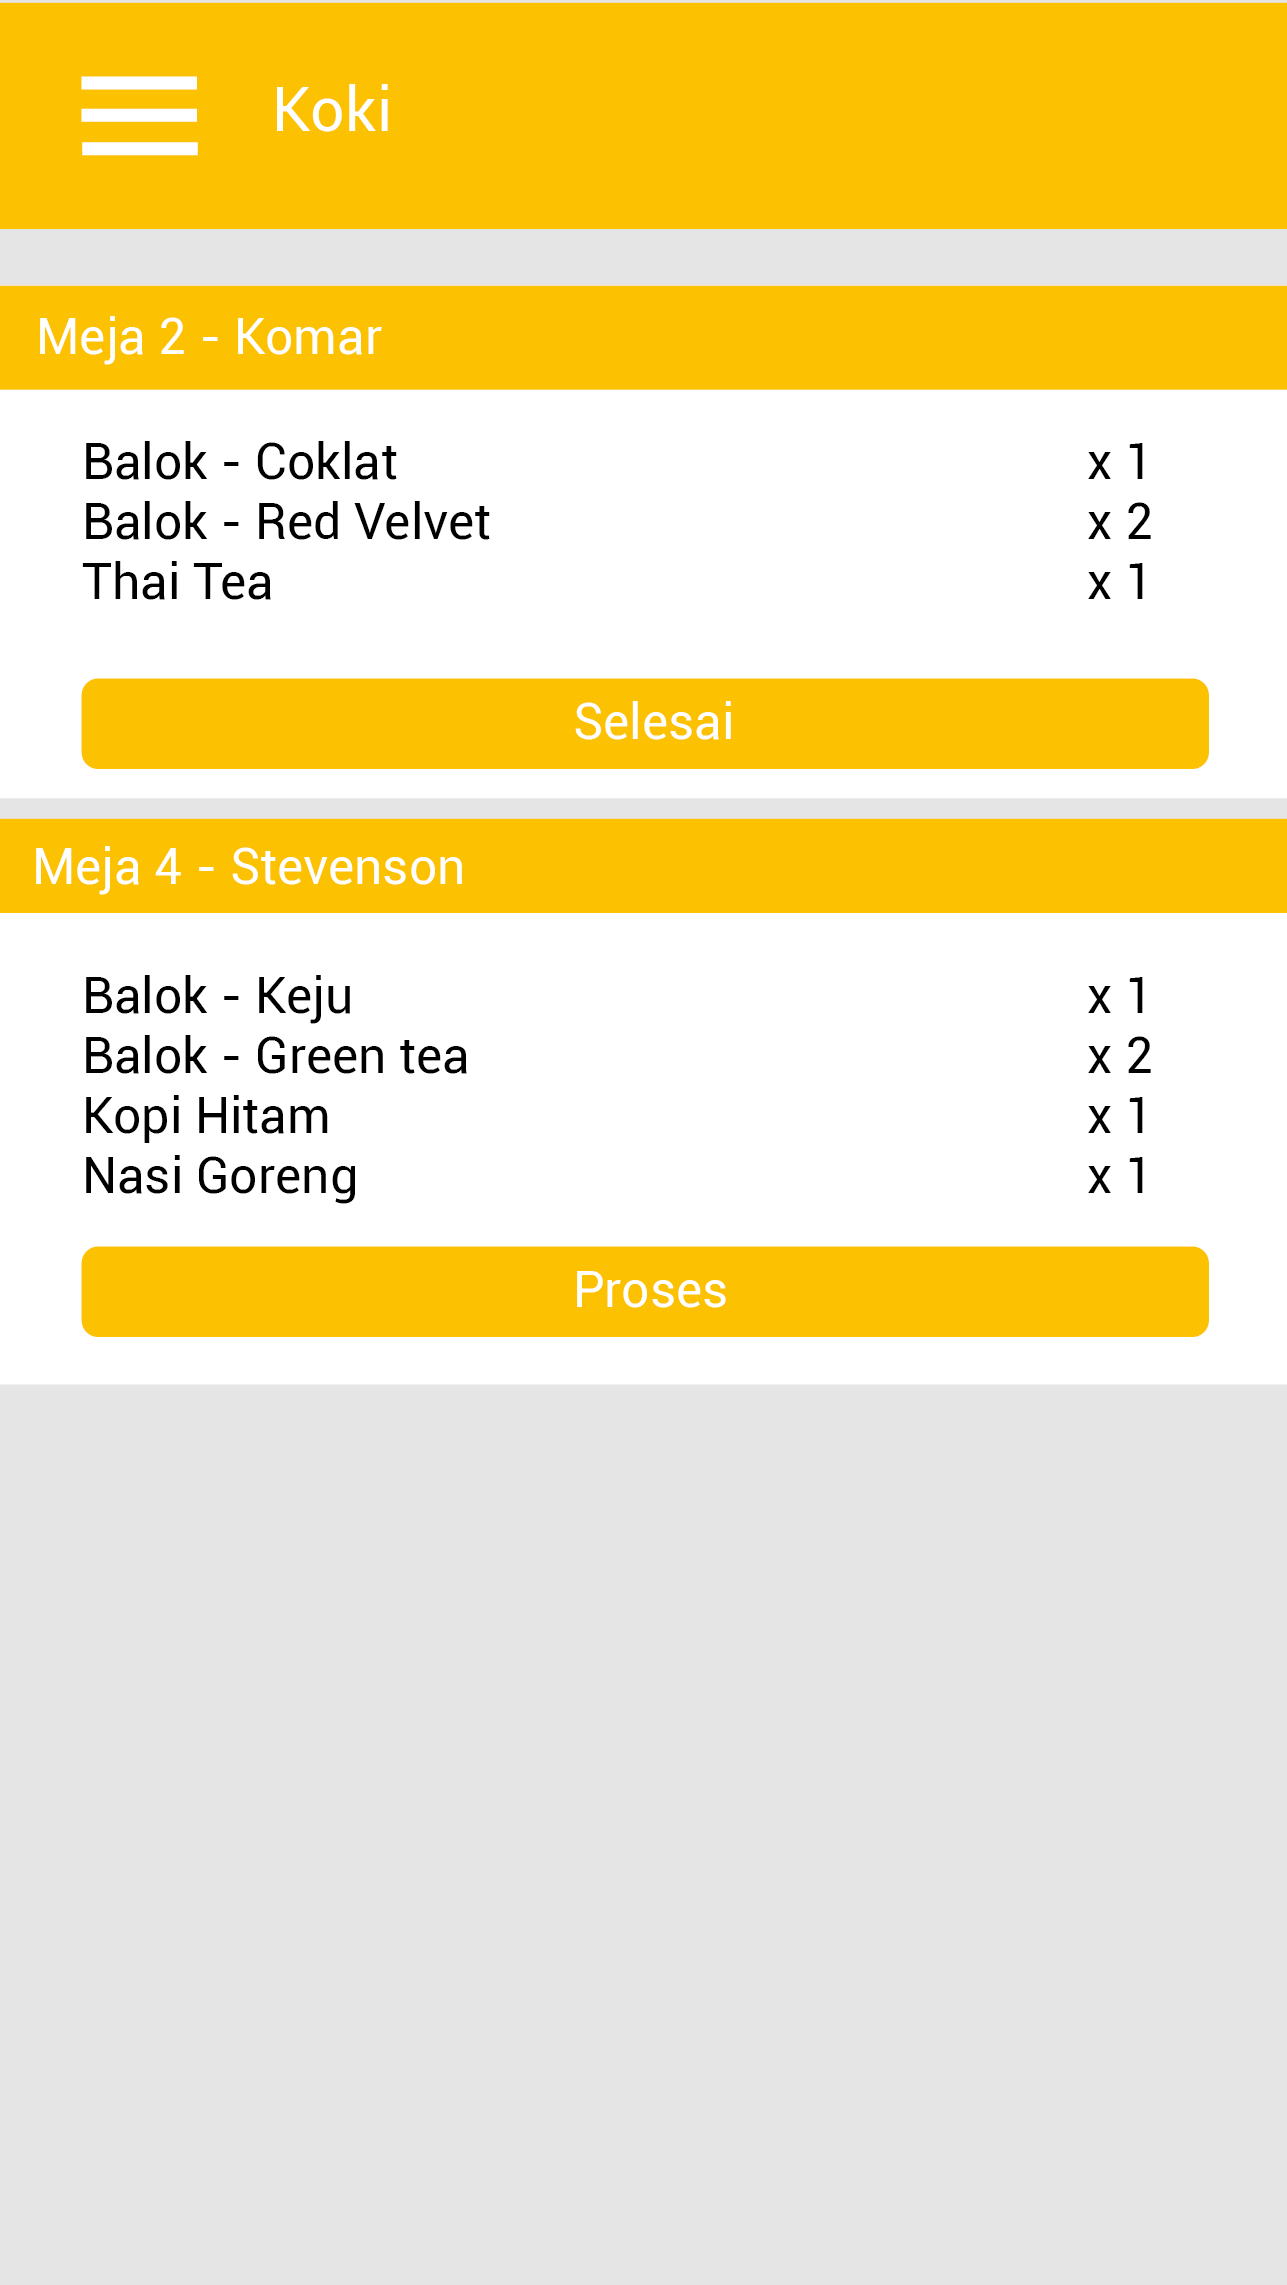 Koki
Meja 2 - Komar
Balok - Coklat x 1
Balok - Red Velvet x 2
Thai Tea x 1
Selesai
Meja 4 - Stevenson
Balok - Keju x 1
Balok - Green tea x 2
Kopi Hitam x 1
Nasi Goreng x 1
Proses